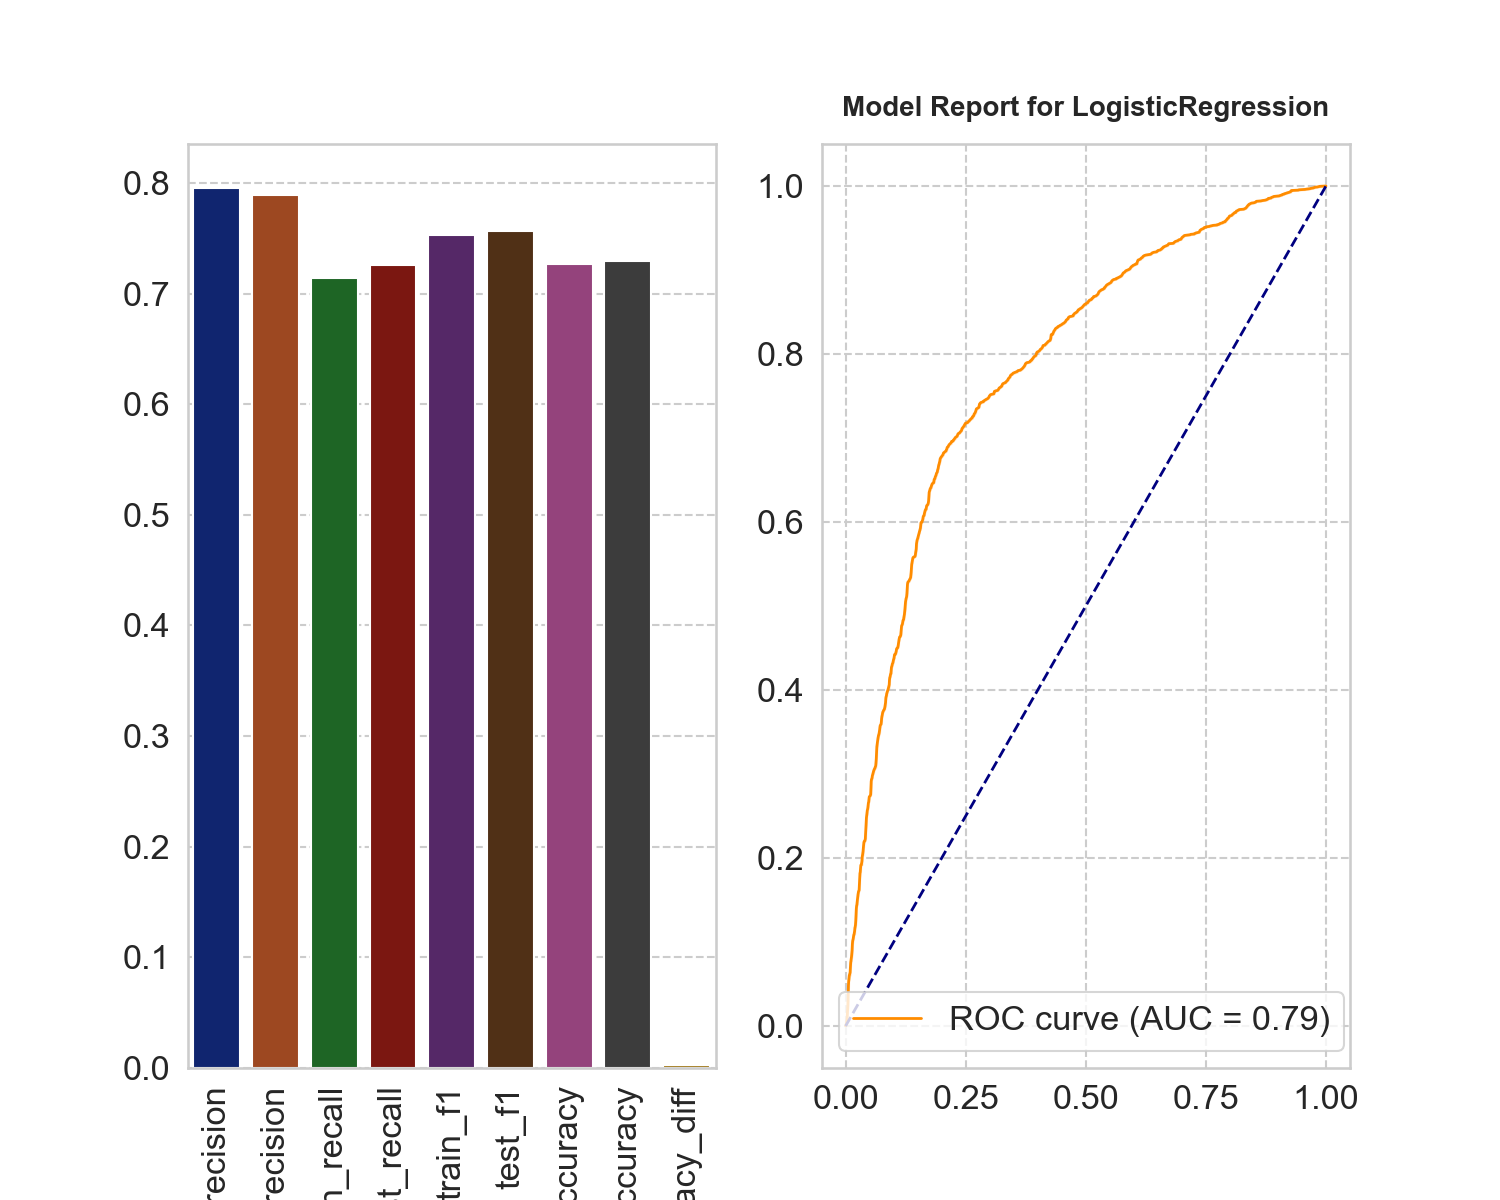 Model Report for LogisticRegression
0.8
0.7
0.6
0.5
0.4
0.3
0.2
0.1
0.0
recision
recision
n_recall
t_recall
train_f1
test_f1
ccuracy
ccuracy
acy_diff
1.0
0.8
0.6
0.4
0.2
0.0
ROC curve (AUC = 0.79)
0.00 0.25 0.50 0.75 1.00